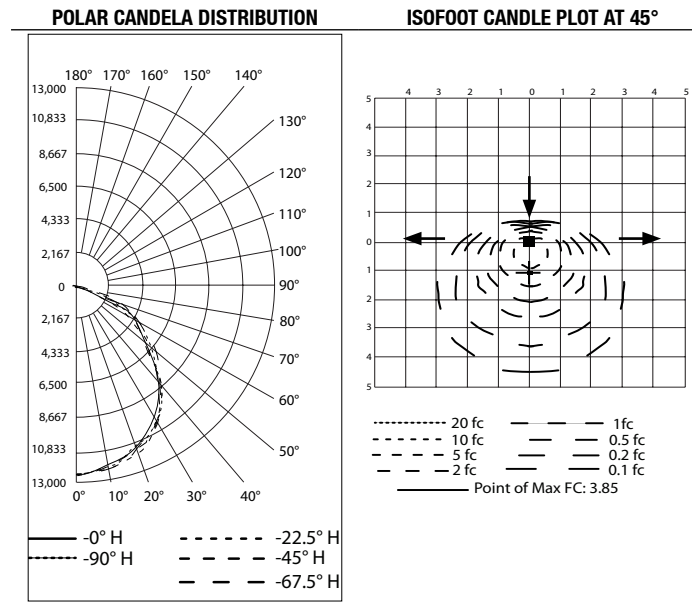 POLAR CANDELA DISTRIBUTION
180° 170° 160° 150° 140°
13,000
10,833
8,667
6,500
4,333
2,167
0
2,167
4,333
6,500
8,667
10,833
13,000
130°
120°
110°
100°
90°
80°
70°
60°
50°
0° 10° 20° 30° 40°
-0° H
-90° H
-22.5° H
-45° H
-67.5° H
ISOFOOT CANDLE PLOT AT 45°
4 3 2 1 0 1 2 3 4 5
5
4
3
2
1
0
1
2
3
4
5
20 fc
10 fc
5 fc
2 fc
1fc
0.5 fc
0.2 fc
0.1 fc
Point of Max FC: 3.85